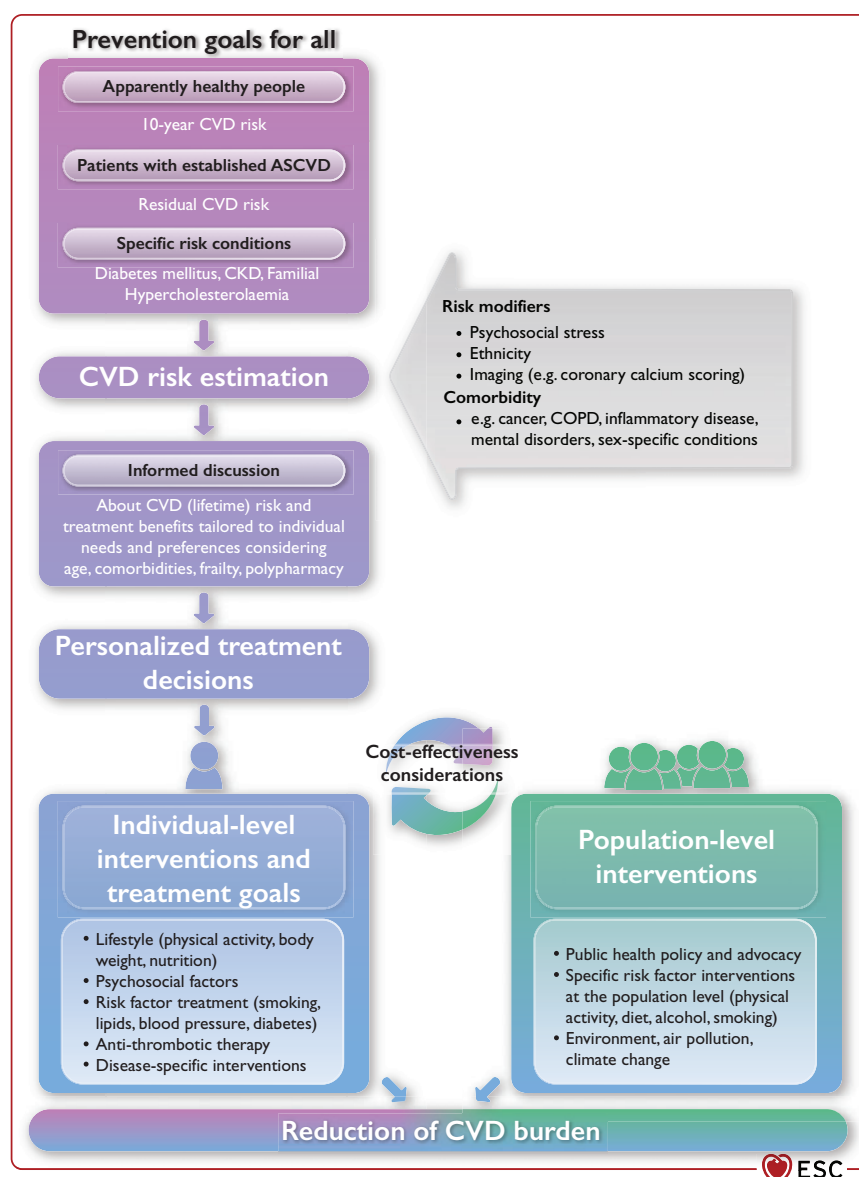 Prevention goals for all
Apparently healthy people
10-year CVD risk
Patients with established ASCVD
Residual CVD risk
Specific risk conditions
Diabetes mellitus, CKD, Familial
Hypercholesterolaemia
Risk modifiers
• Psychosocial stress
• Ethnicity
• Imaging (e.g. coronary calcium scoring)
Comorbidity
• e.g. cancer, COPD, inflammatory disease,
mental disorders, sex-specific conditions
CVD risk estimation
Informed discussion
About CVD (lifetime) risk and
treatment benefits tailored to individual
needs and preferences considering
age, comorbidities, frailty, polypharmacy
Personalized treatment
decisions
Cost-effectiveness
considerations
Individual-level
interventions and
treatment goals
• Lifestyle (physical activity, body
weight, nutrition)
• Psychosocial factors
• Risk factor treatment (smoking,
lipids, blood pressure, diabetes)
• Anti-thrombotic therapy
• Disease-specific interventions
Population-level
interventions
• Public health policy and advocacy
• Specific risk factor interventions
at the population level (physical
activity, diet, alcohol, smoking)
• Environment, air pollution,
climate change
Reduction of CVD burden
ESC